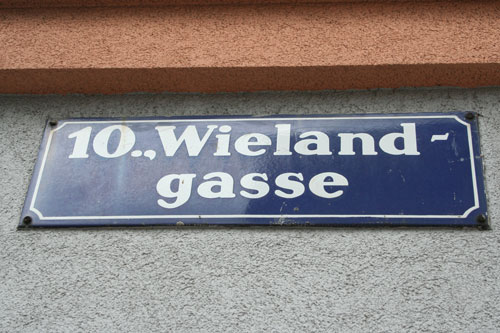 10., Wieland-
gasse